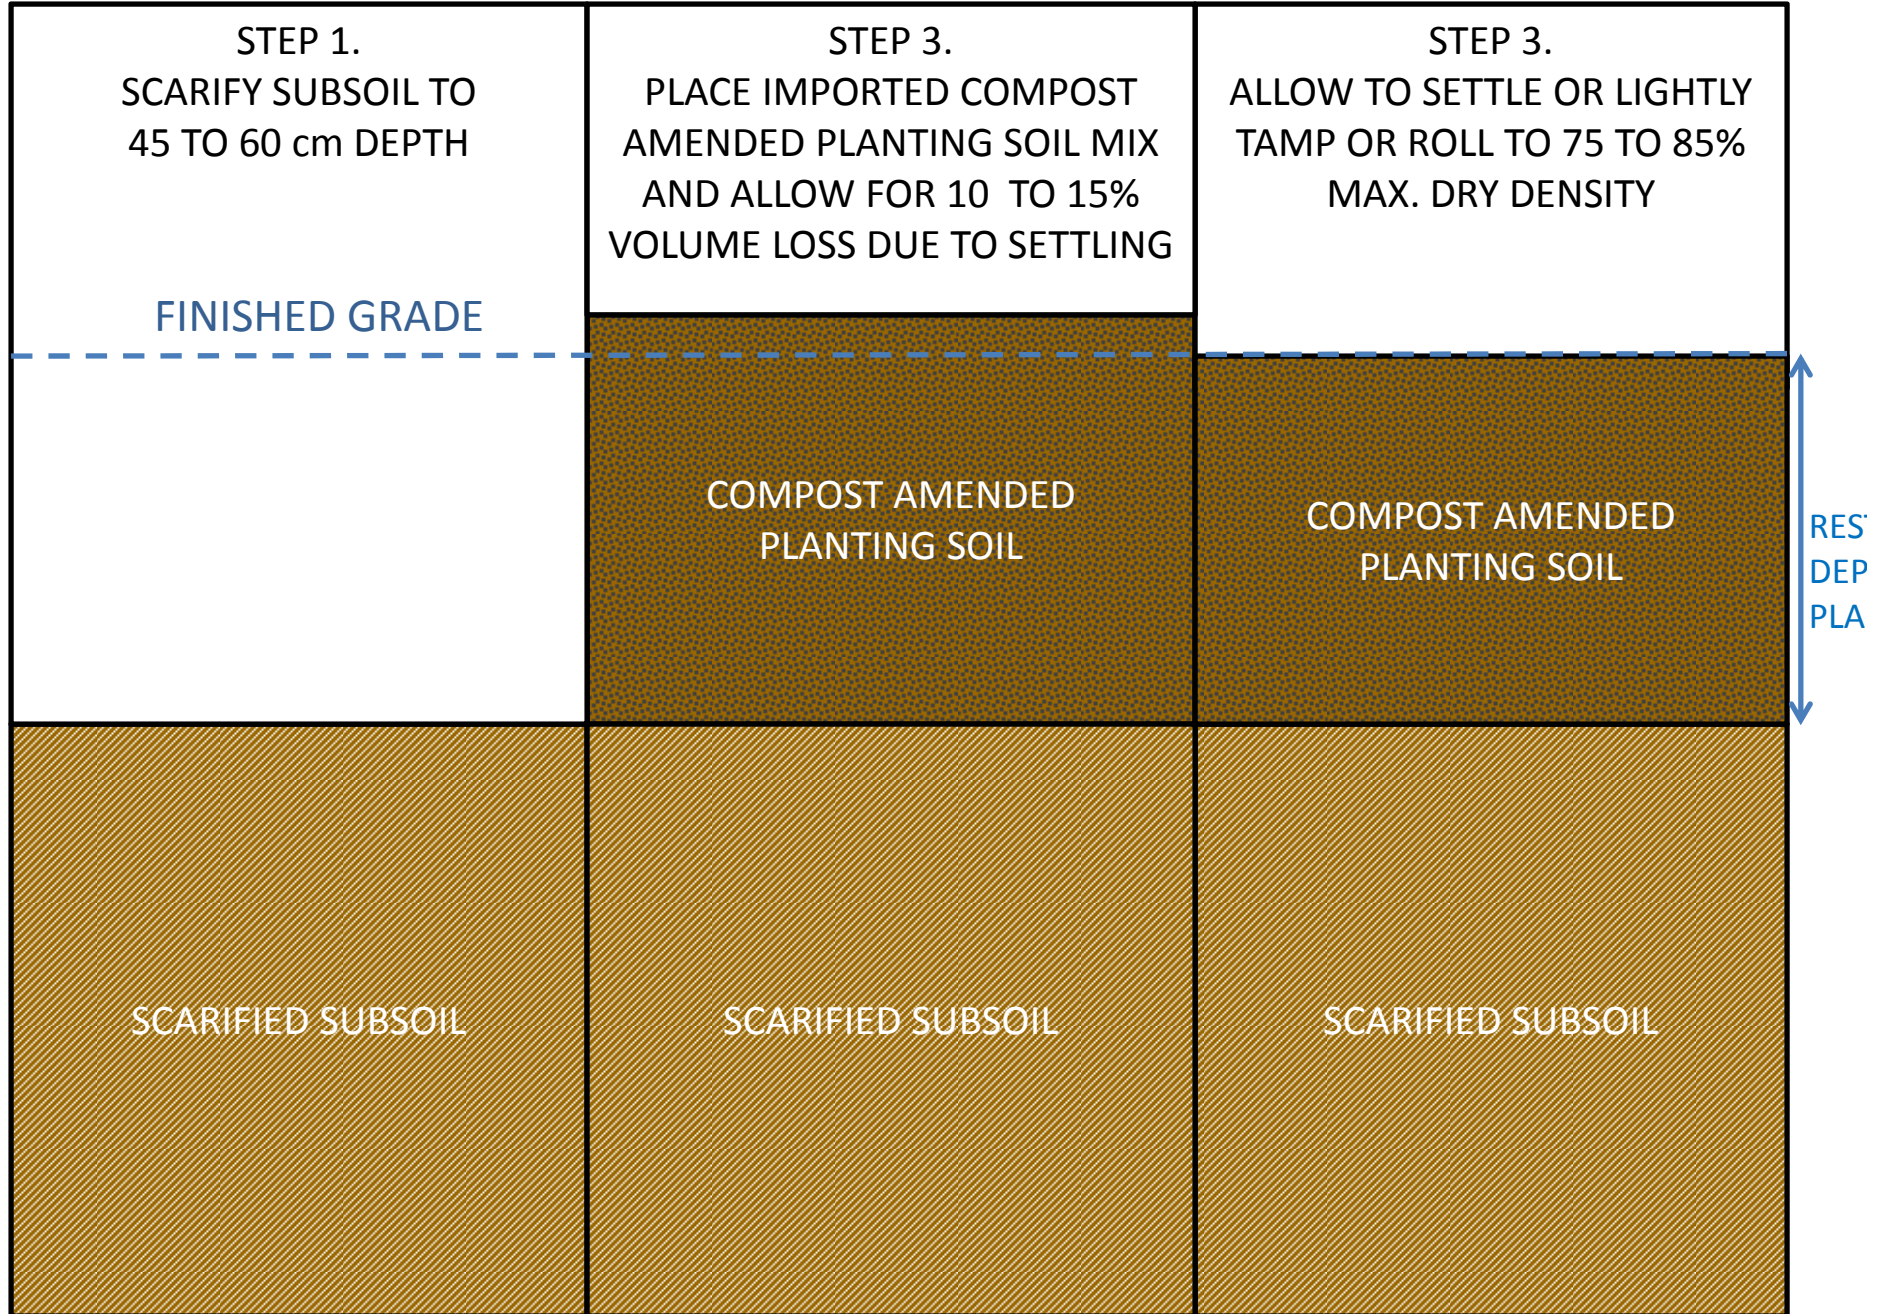 STEP 1.
SCARIFY SUBSOIL TO
45 TO 60 cm DEPTH
STEP 3.
PLACE IMPORTED COMPOST
AMENDED PLANTING SOIL MIX
AND ALLOW FOR 10  TO 15%
VOLUME LOSS DUE TO SETTLING
STEP 3.
ALLOW TO SETTLE OR LIGHTLY
TAMP OR ROLL TO 75 TO 85%
MAX. DRY DENSITY
FINISHED GRADE
COMPOST AMENDED
PLANTING SOIL
COMPOST AMENDED
PLANTING SOIL
SCARIFIED SUBSOIL
SCARIFIED SUBSOIL
SCARIFIED SUBSOIL